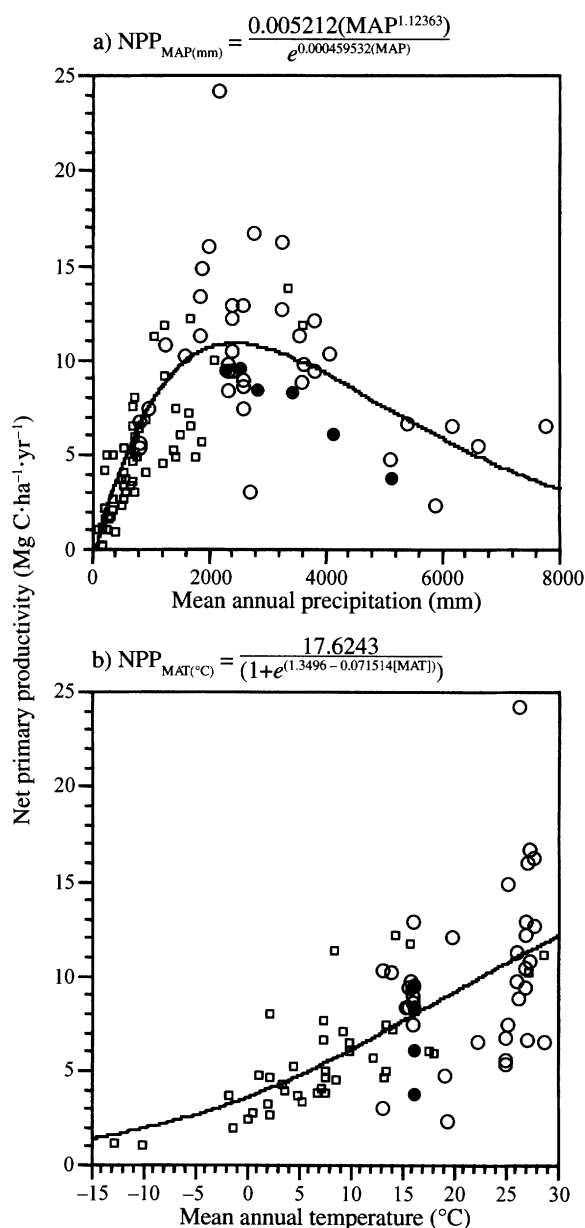 a) NPP_MAP(mm) = 0.005212(MAP^1.12363) / e^0.000459532(MAP)
25
20
15
10
5
0
0 2000 4000 6000 8000
Mean annual precipitation (mm)
Net primary productivity (Mg C·ha⁻¹·yr⁻¹)
b) NPP_MAT(°C) = 17.6243 / (1+e^(1.3496 – 0.071514[MAT]))
25
20
15
10
5
0
−15 −10 −5 0 5 10 15 20 25 30
Mean annual temperature (°C)